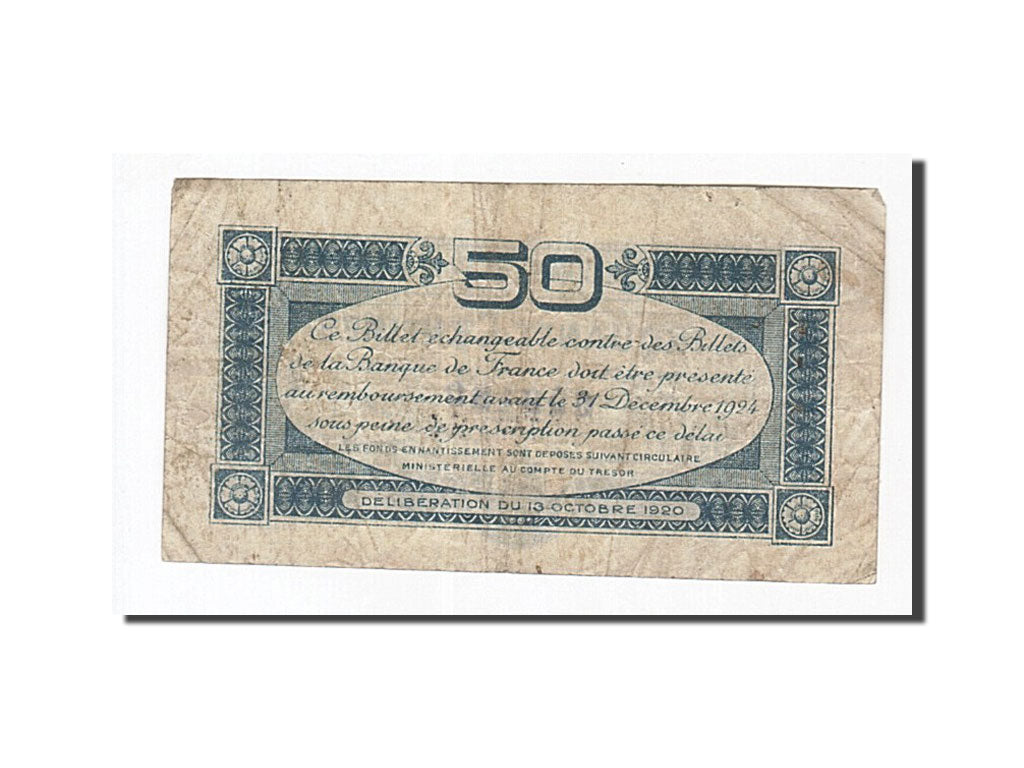 50
Ce Billet échangeable contre des Billets
de la Banque de France doit être presenté
au remboursement avant le 31 Decembre 1924
sous peine de prescription passé ce délai
LES FONDS EN NANTISSEMENT SONT DEPOSES SUIVANT CIRCULAIRE
MINISTERIELLE AU COMPTE DU TRESOR
DELIBERATION DU 13 OCTOBRE 1920